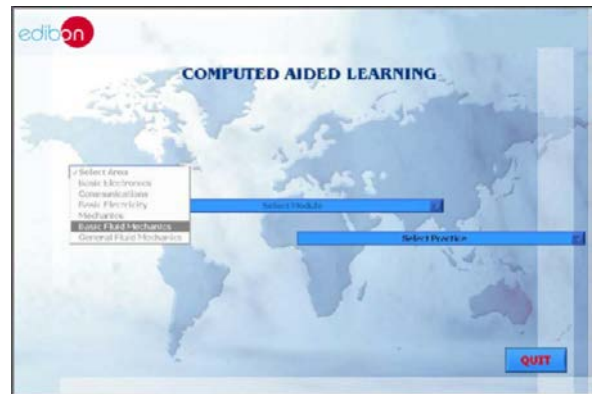 edibon
COMPUTED AIDED LEARNING
✓Select Area
Basic Electronics
Communications
Basic Electricity
Mechanics
Basic Fluid Mechanics
General Fluid Mechanics
Select Module
Select Practice
QUIT